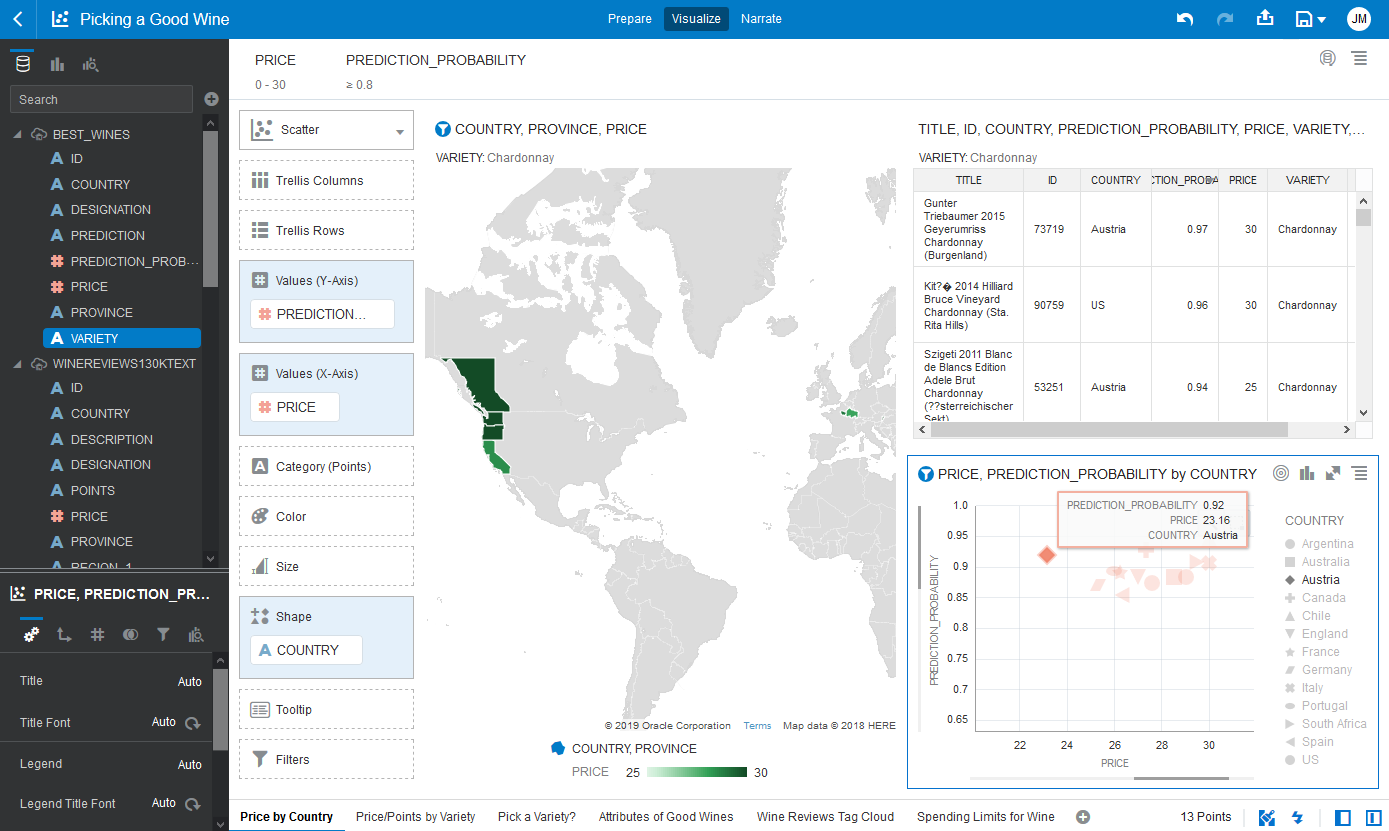 Picking a Good Wine
Prepare
Visualize
Narrate
JM
Search
BEST_WINES
A ID
A COUNTRY
A DESIGNATION
A PREDICTION
# PREDICTION_PROB...
# PRICE
A PROVINCE
A VARIETY
WINEREVIEWS130KTEXT
A ID
A COUNTRY
A DESCRIPTION
A DESIGNATION
A POINTS
# PRICE
A PROVINCE
A REGION_1
PRICE, PREDICTION_PR...
Title Auto
Title Font Auto
Legend Auto
Legend Title Font Auto
PRICE
0 - 30
PREDICTION_PROBABILITY
≥ 0.8
Scatter
Trellis Columns
Trellis Rows
# Values (Y-Axis)
# PREDICTION...
# Values (X-Axis)
# PRICE
A Category (Points)
Color
Size
Shape
A COUNTRY
Tooltip
Filters
COUNTRY, PROVINCE, PRICE
VARIETY: Chardonnay
© 2019 Oracle Corporation Terms Map data © 2018 HERE
COUNTRY, PROVINCE
PRICE 25 30
TITLE, ID, COUNTRY, PREDICTION_PROBABILITY, PRICE, VARIETY,...
VARIETY: Chardonnay
TITLE ID COUNTRY PRICE VARIETY
Gunter
Triebaumer 2015
Geyerumriss
Chardonnay
(Burgenland)
73719 Austria 0.97 30 Chardonnay
Kit?� 2014 Hilliard
Bruce Vineyard
Chardonnay (Sta.
Rita Hills)
90759 US 0.96 30 Chardonnay
Szigeti 2011 Blanc
de Blancs Edition
Adele Brut
Chardonnay
(??sterreichischer
Sekt)
53251 Austria 0.94 25 Chardonnay
PRICE, PREDICTION_PROBABILITY by COUNTRY
PREDICTION_PROBABILITY 0.92
PRICE 23.16
COUNTRY Austria
PREDICTION_PROBABILITY
1.0
0.95
0.9
0.85
0.8
0.75
0.7
0.65
22 24 26 28 30
PRICE
COUNTRY
Argentina
Australia
Austria
Canada
Chile
England
France
Germany
Italy
Portugal
South Africa
Spain
US
Price by Country
Price/Points by Variety
Pick a Variety?
Attributes of Good Wines
Wine Reviews Tag Cloud
Spending Limits for Wine
13 Points